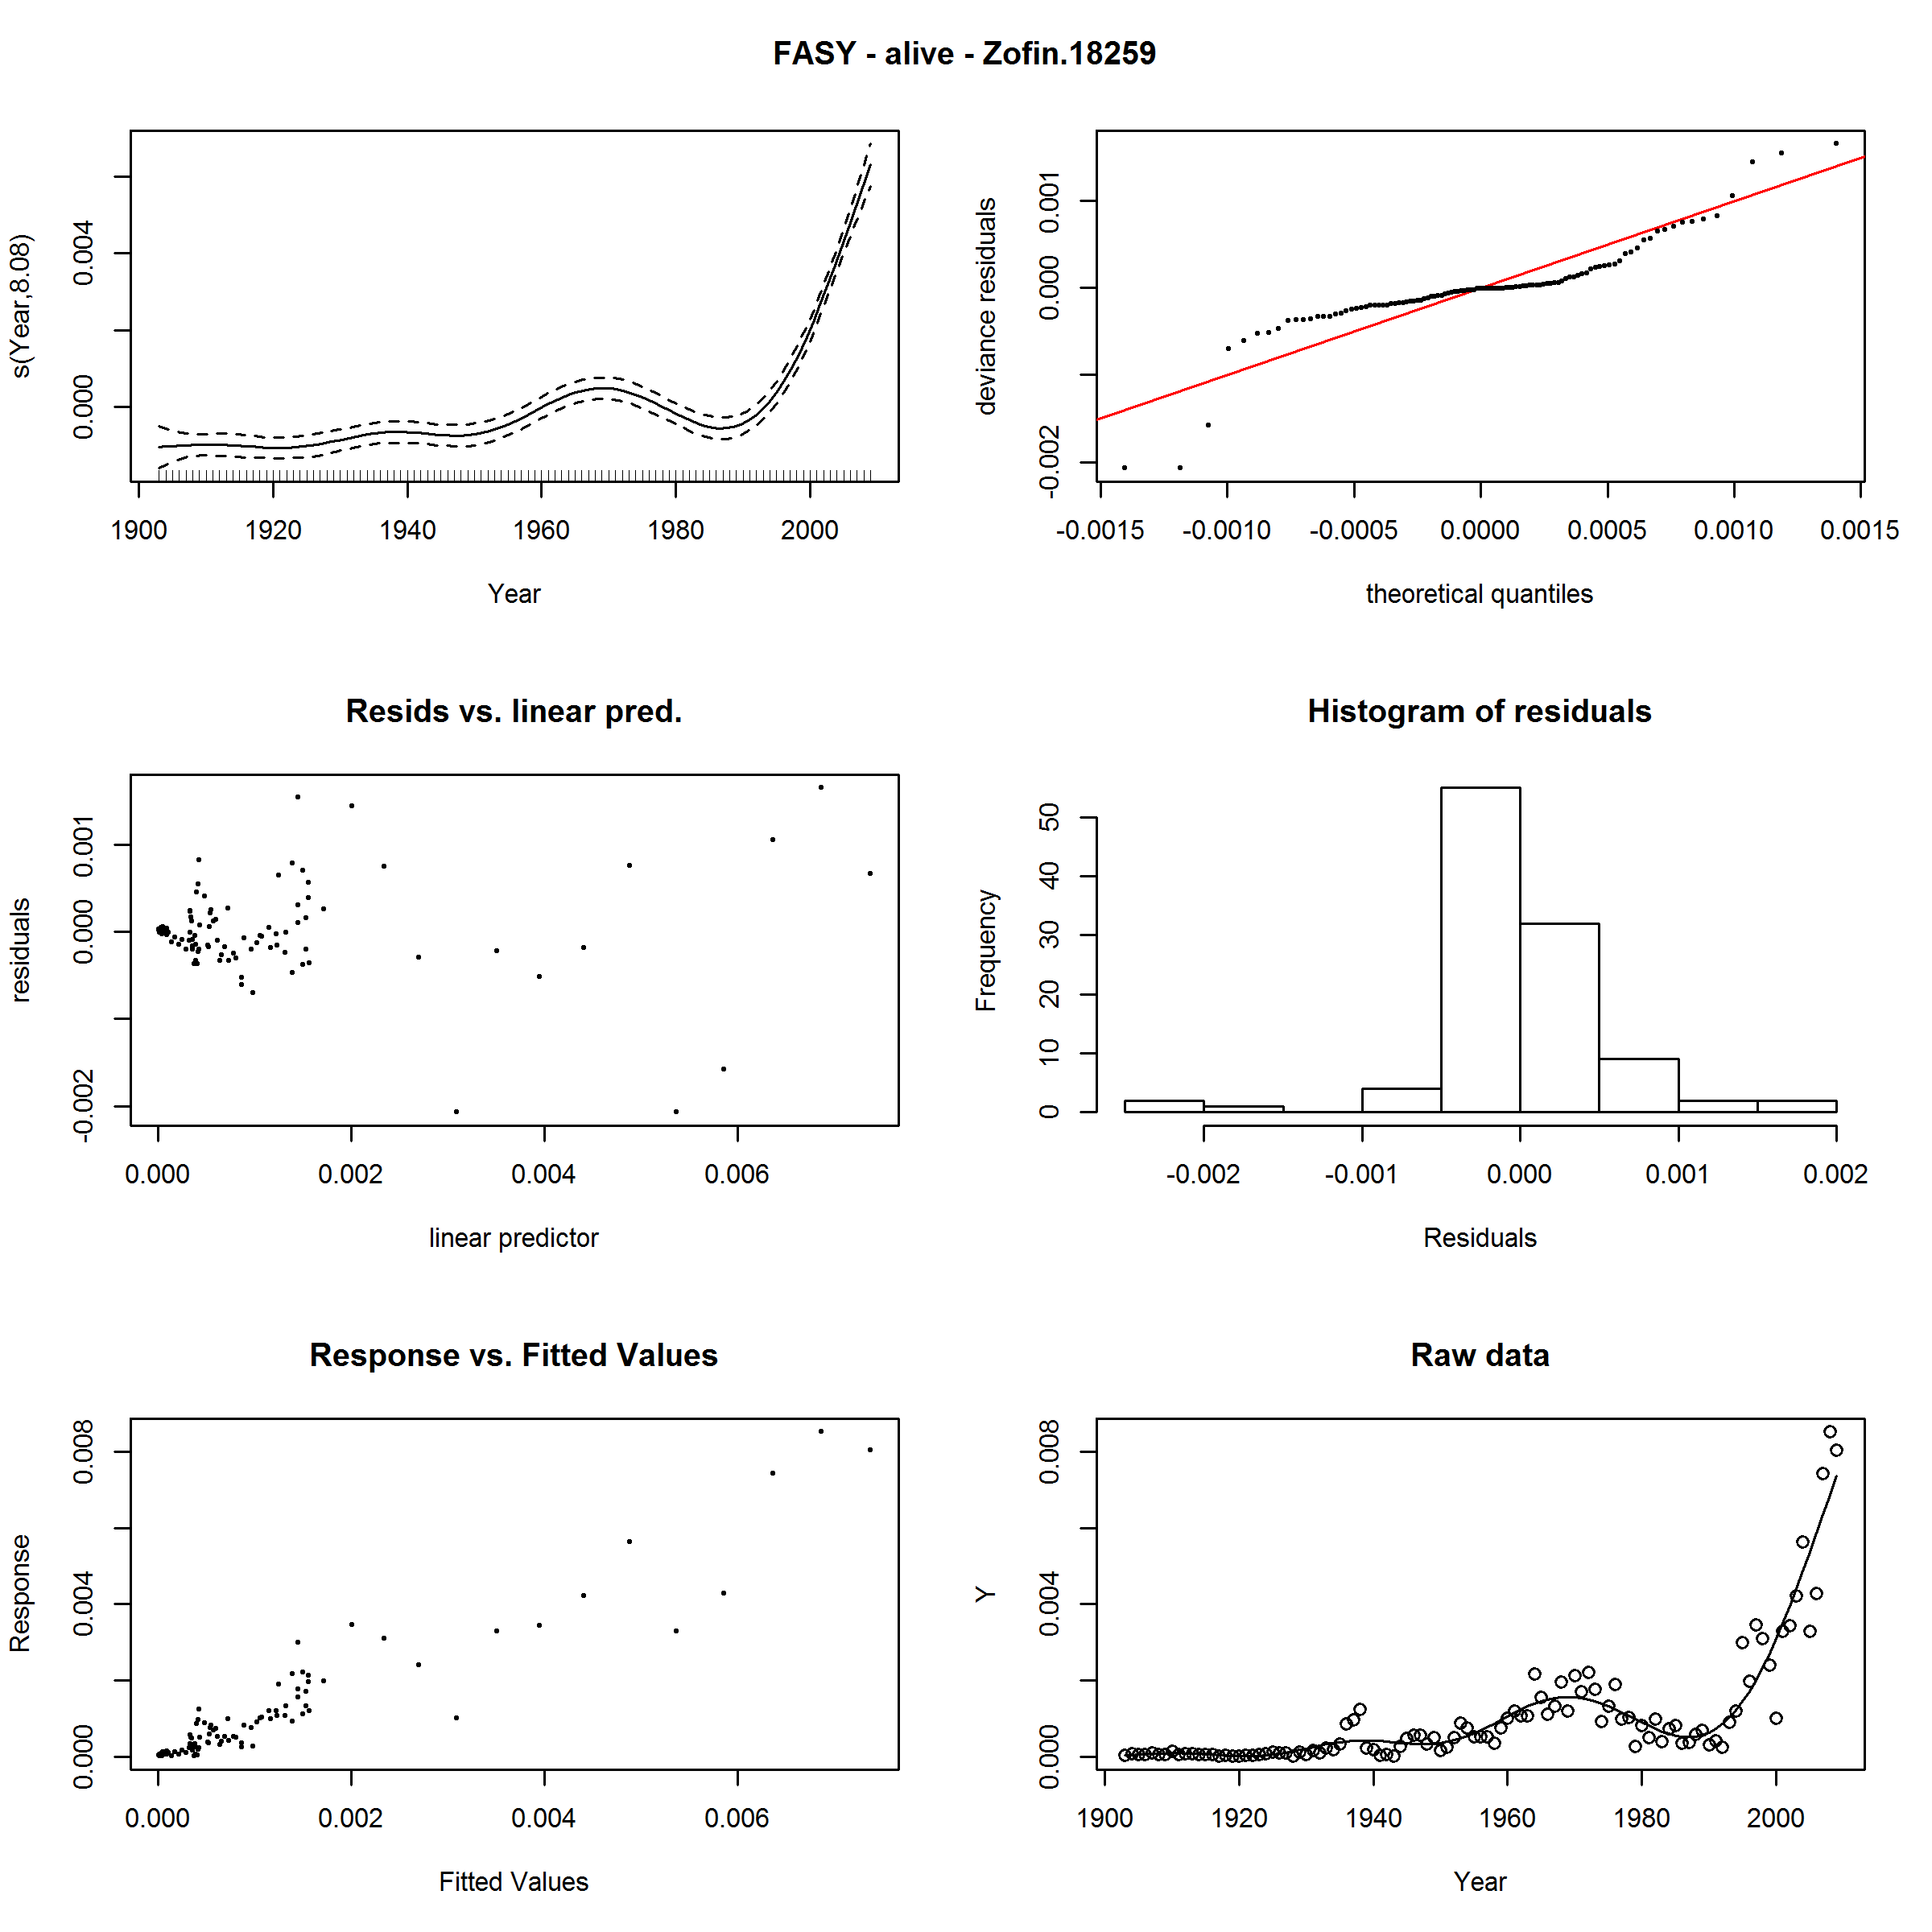 FASY - alive - Zofin.18259
s(Year,8.08)
0.000 0.004
1900 1920 1940 1960 1980 2000
Year
deviance residuals
-0.002 0.000 0.001
-0.0015 -0.0010 -0.0005 0.0000 0.0005 0.0010 0.0015
theoretical quantiles
Resids vs. linear pred.
residuals
-0.002 0.000 0.001
0.000 0.002 0.004 0.006
linear predictor
Histogram of residuals
Frequency
0 10 20 30 40 50
-0.002 -0.001 0.000 0.001 0.002
Residuals
Response vs. Fitted Values
Response
0.000 0.004 0.008
0.000 0.002 0.004 0.006
Fitted Values
Raw data
Y
0.000 0.004 0.008
1900 1920 1940 1960 1980 2000
Year